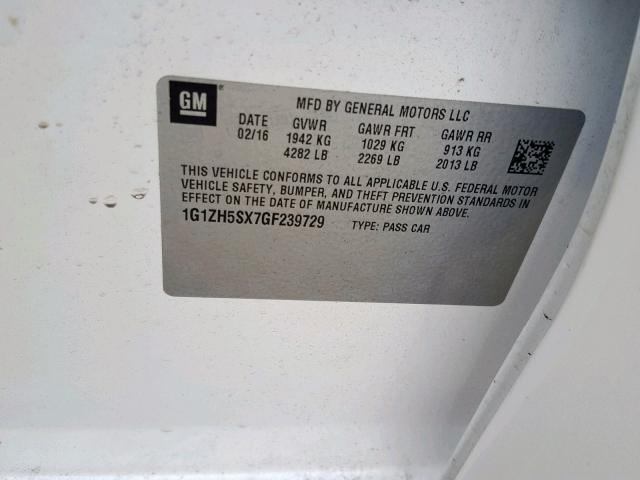 GM
MFD BY GENERAL MOTORS LLC
DATE GVWR GAWR FRT GAWR RR
02/16 1942 KG 1029 KG 913 KG
4282 LB 2269 LB 2013 LB
THIS VEHICLE CONFORMS TO ALL APPLICABLE U.S. FEDERAL MOTOR
VEHICLE SAFETY, BUMPER, AND THEFT PREVENTION STANDARDS IN
EFFECT ON THE DATE OF MANUFACTURE SHOWN ABOVE.
1G1ZH5SX7GF239729 TYPE: PASS CAR